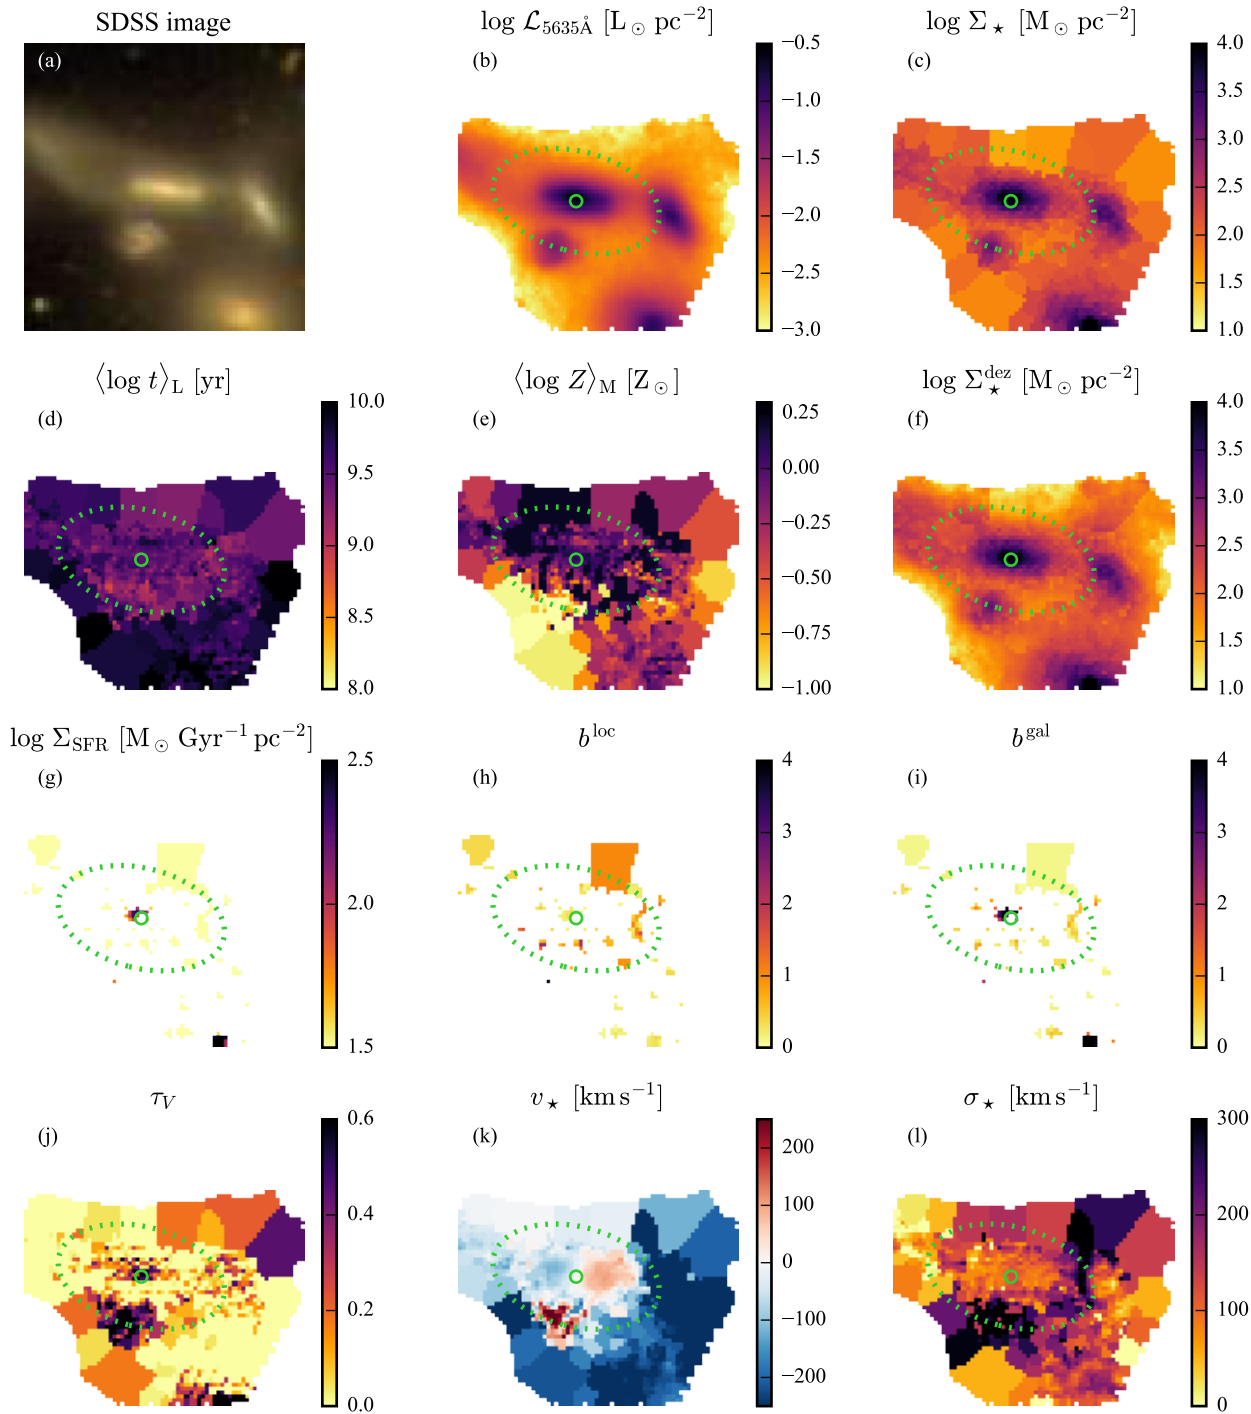 SDSS image
(a)
log ℒ₅₆₃₅Å [L⊙ pc⁻²]
(b)
−0.5
−1.0
−1.5
−2.0
−2.5
−3.0
log Σ⋆ [M⊙ pc⁻²]
(c)
4.0
3.5
3.0
2.5
2.0
1.5
1.0
⟨log t⟩L [yr]
(d)
10.0
9.5
9.0
8.5
8.0
⟨log Z⟩M [Z⊙]
(e)
0.25
0.00
−0.25
−0.50
−0.75
−1.00
log Σ⋆^dez [M⊙ pc⁻²]
(f)
4.0
3.5
3.0
2.5
2.0
1.5
1.0
log Σ_SFR [M⊙ Gyr⁻¹ pc⁻²]
(g)
2.5
2.0
1.5
b^loc
(h)
4
3
2
1
0
b^gal
(i)
4
3
2
1
0
τ_V
(j)
0.6
0.4
0.2
0.0
v⋆ [km s⁻¹]
(k)
200
100
0
−100
−200
σ⋆ [km s⁻¹]
(l)
300
200
100
0